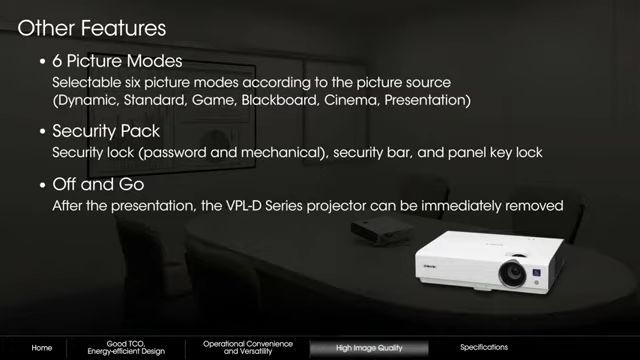 Other Features
• 6 Picture Modes
Selectable six picture modes according to the picture source
(Dynamic, Standard, Game, Blackboard, Cinema, Presentation)
• Security Pack
Security lock (password and mechanical), security bar, and panel key lock
• Off and Go
After the presentation, the VPL-D Series projector can be immediately removed
SONY
Home
Good TCO,
Energy-efficient Design
Operational Convenience
and Versatility
High Image Quality
Specifications